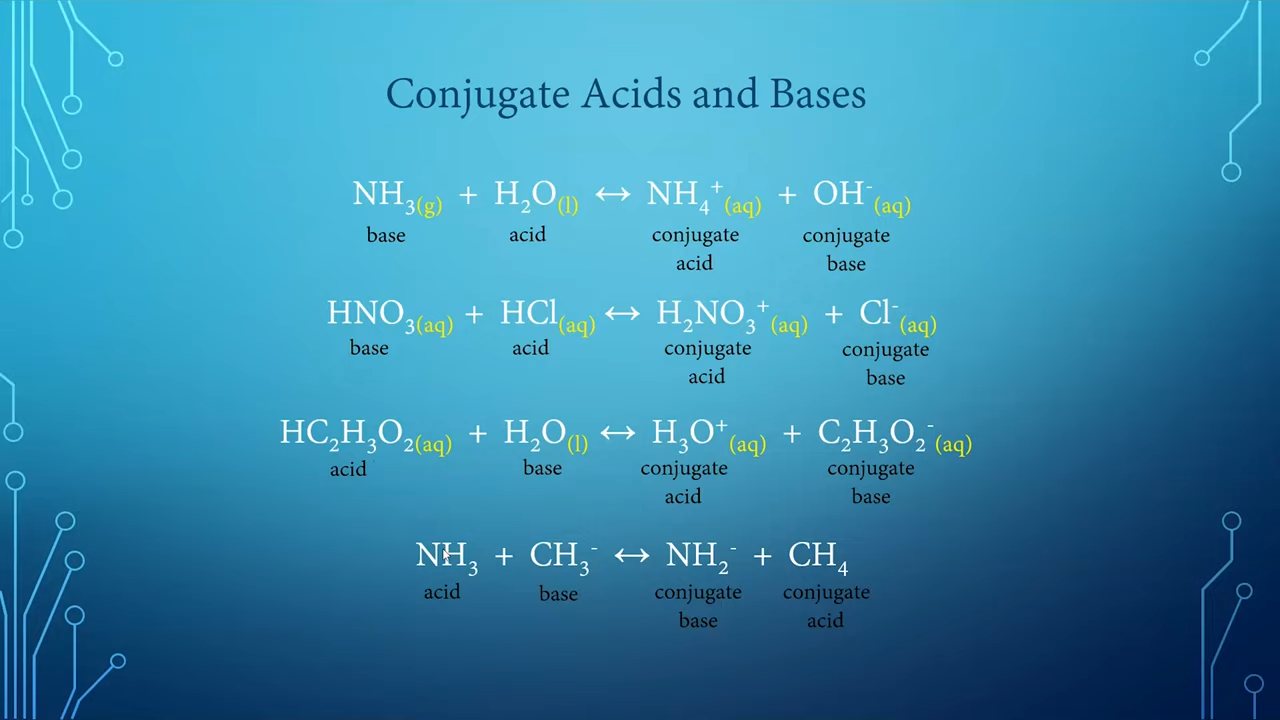 Conjugate Acids and Bases
NH₃(g) + H₂O(l) ↔ NH₄⁺(aq) + OH⁻(aq)
base acid conjugate acid conjugate base
HNO₃(aq) + HCl(aq) ↔ H₂NO₃⁺(aq) + Cl⁻(aq)
base acid conjugate acid conjugate base
HC₂H₃O₂(aq) + H₂O(l) ↔ H₃O⁺(aq) + C₂H₃O₂⁻(aq)
acid base conjugate acid conjugate base
NH₃ + CH₃⁻ ↔ NH₂⁻ + CH₄
acid base conjugate base conjugate acid